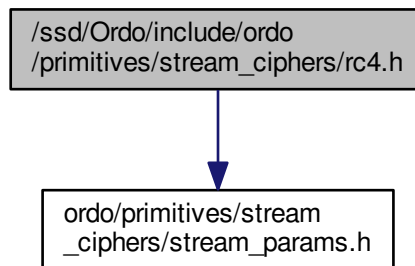 /ssd/Ordo/include/ordo
/primitives/stream_ciphers/rc4.h
ordo/primitives/stream
_ciphers/stream_params.h